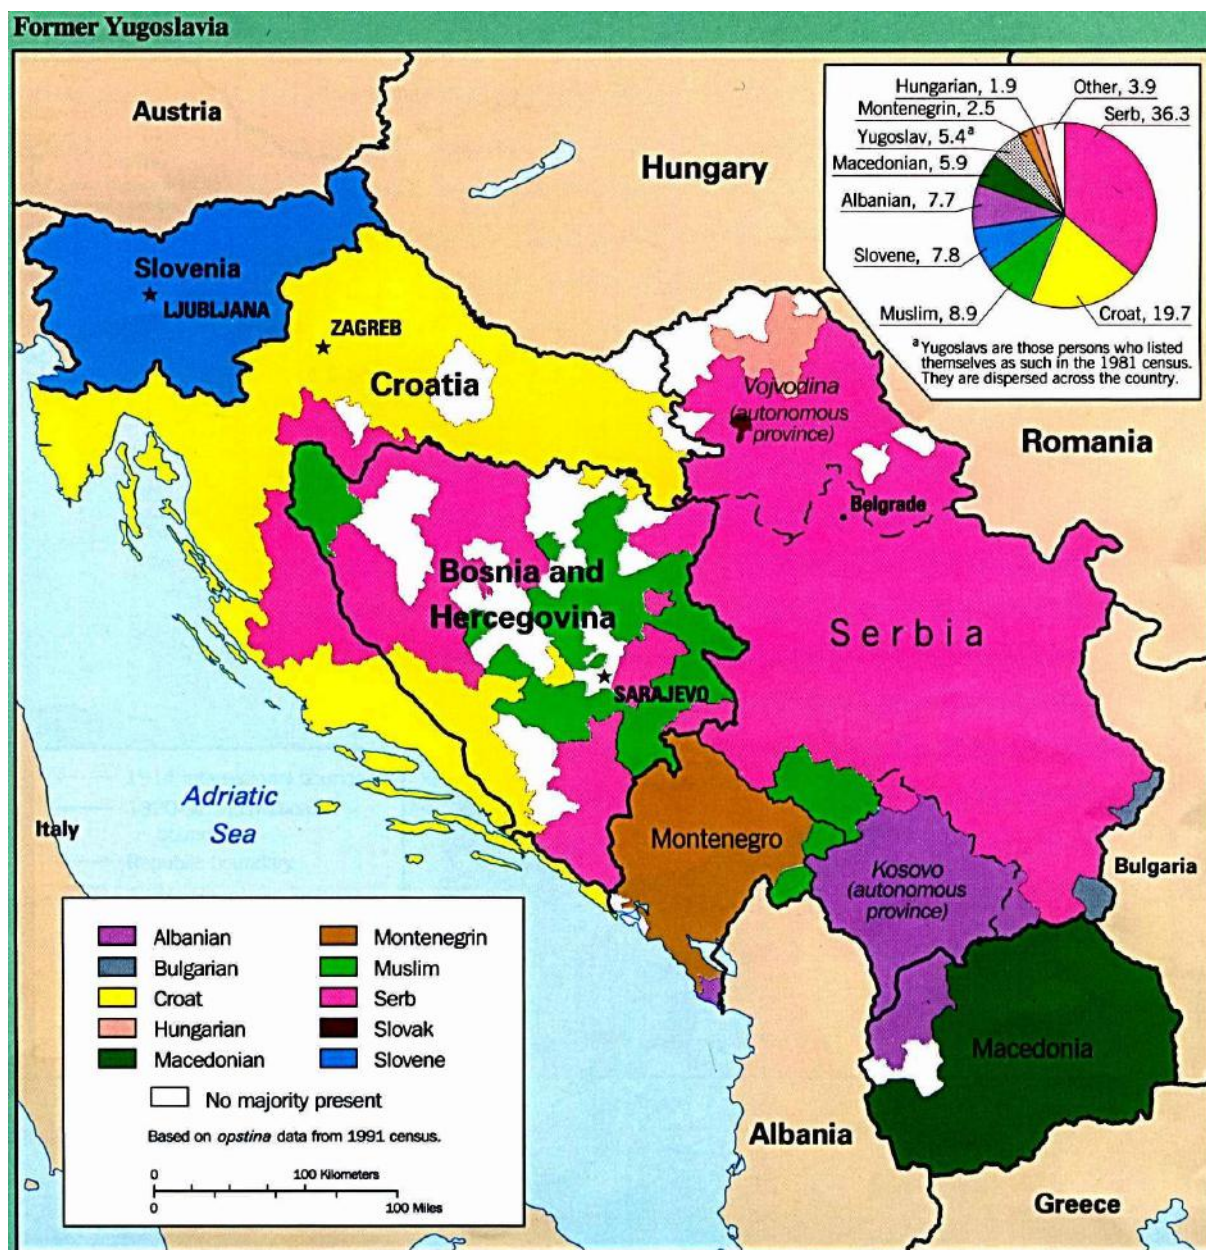 Former Yugoslavia
Austria
Hungary
Hungarian, 1.9
Other, 3.9
Montenegrin, 2.5
Serb, 36.3
Yugoslav, 5.4a
Macedonian, 5.9
Albanian, 7.7
Slovene, 7.8
Muslim, 8.9
Croat, 19.7
a Yugoslavs are those persons who listed
themselves as such in the 1981 census.
They are dispersed across the country.
Slovenia
LJUBLJANA
ZAGREB
Croatia
Vojvodina
(autonomous
province)
Romania
Belgrade
Bosnia and
Hercegovina
Serbia
SARAJEVO
Adriatic
Sea
Italy
Montenegro
Kosovo
(autonomous
province)
Bulgaria
Macedonia
Albania
Greece
Albanian
Bulgarian
Croat
Hungarian
Macedonian
Montenegrin
Muslim
Serb
Slovak
Slovene
No majority present
Based on opstina data from 1991 census.
0 100 Kilometers
0 100 Miles